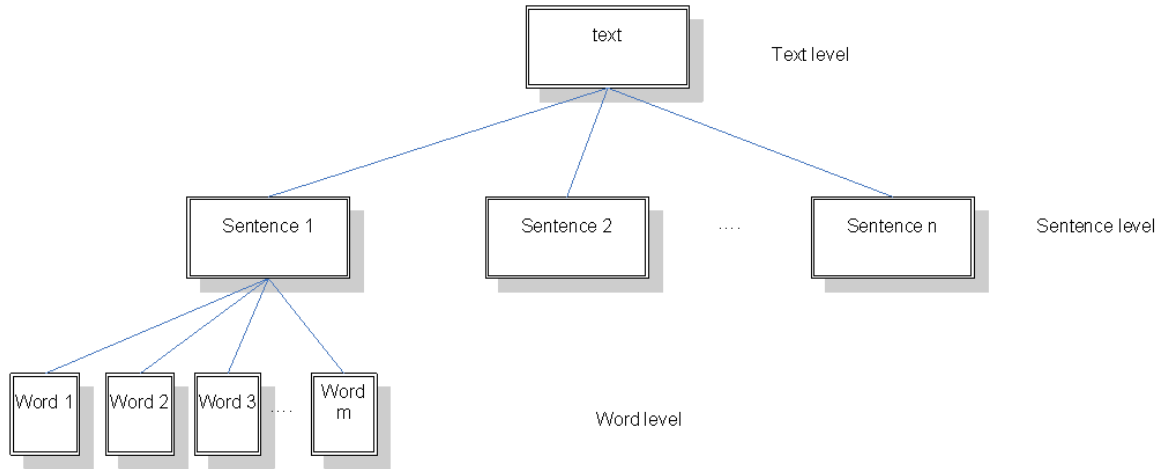 text
Text level
Sentence 1
Sentence 2
....
Sentence n
Sentence level
Word 1
Word 2
Word 3
....
Word
m
Word level